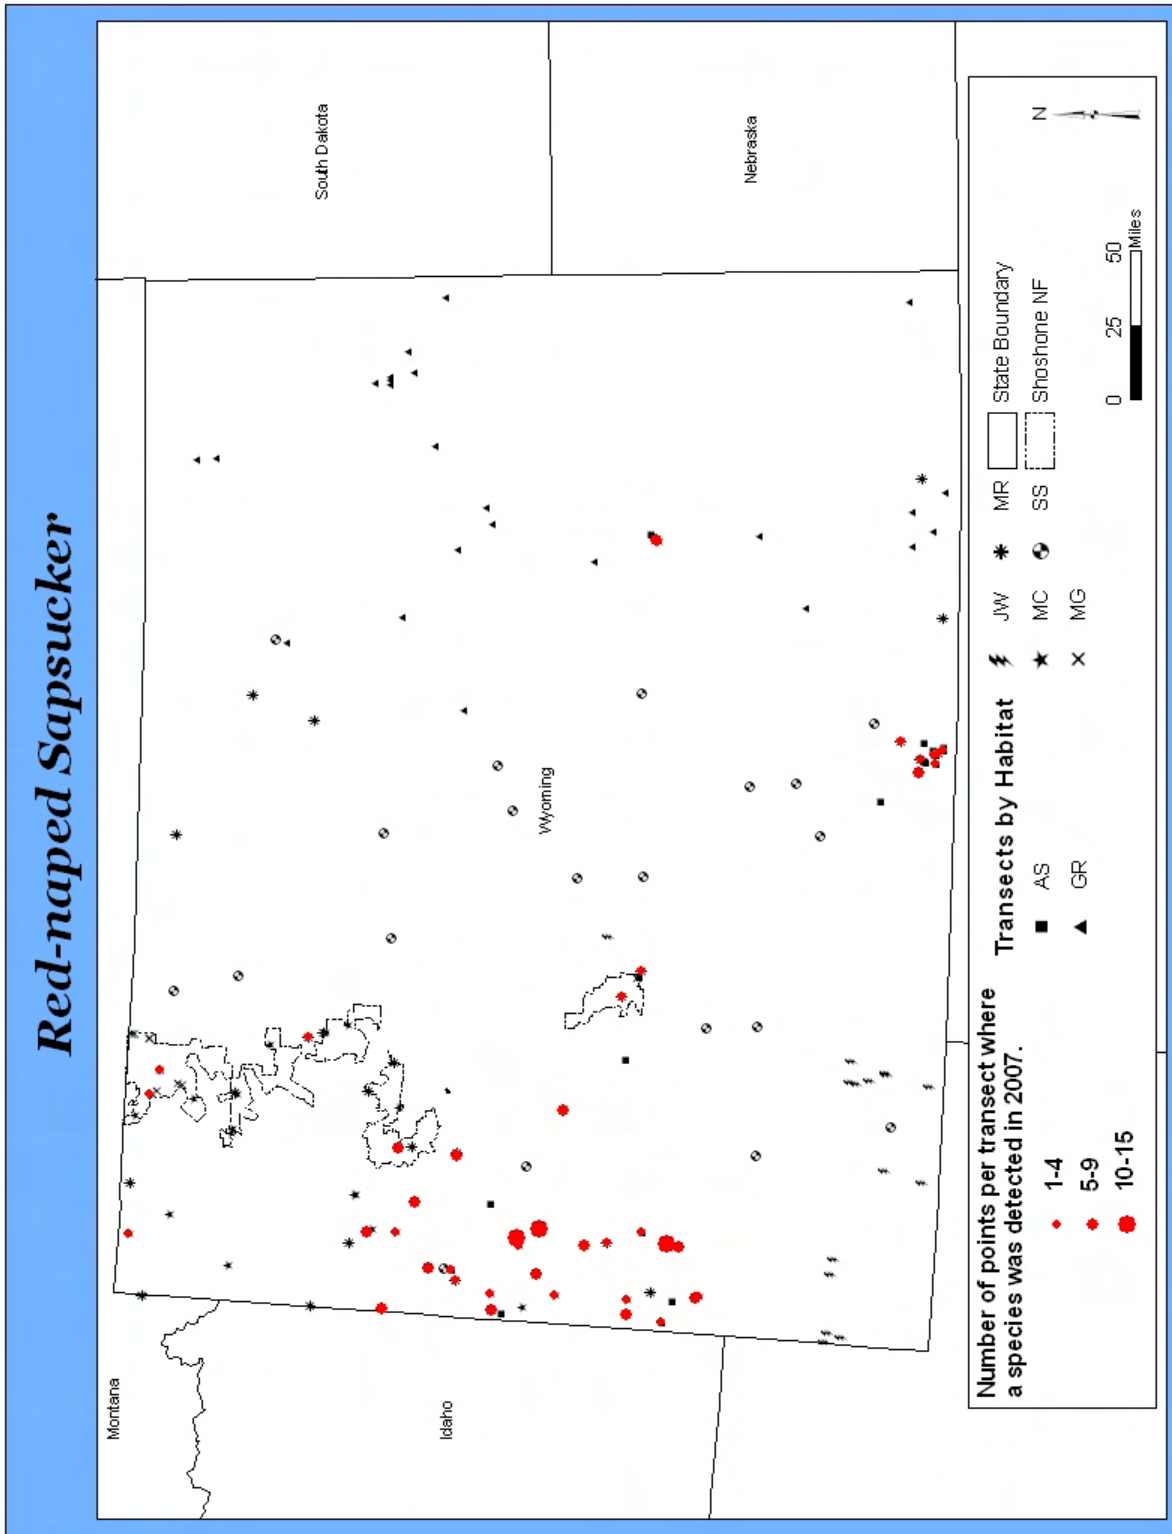 Red-naped Sapsucker
Montana
South Dakota
Idaho
Wyoming
Nebraska
Number of points per transect where
a species was detected in 2007.
1-4
5-9
10-15
Transects by Habitat
AS
GR
JW
MC
MG
MR
SS
State Boundary
Shoshone NF
N
0 25 50
Miles